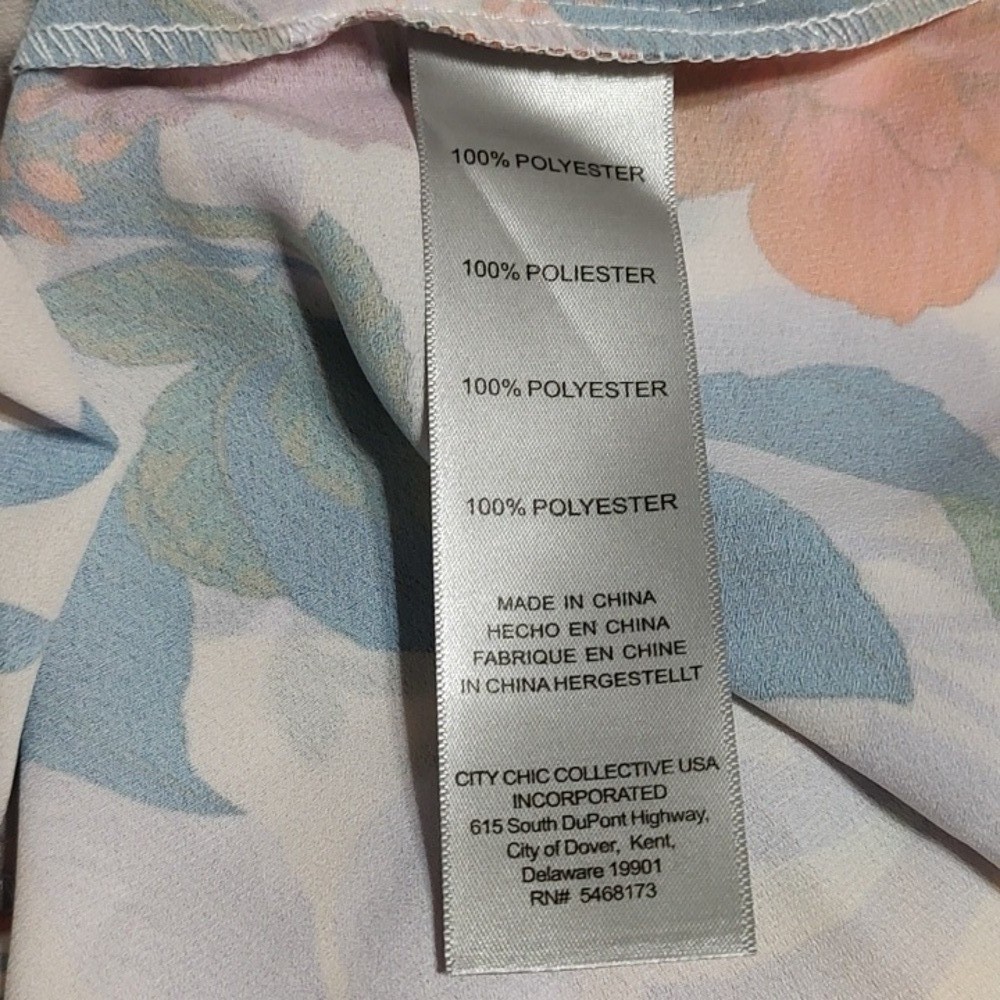 100% POLYESTER
100% POLIESTER
100% POLYESTER
100% POLYESTER
MADE IN CHINA
HECHO EN CHINA
FABRIQUE EN CHINE
IN CHINA HERGESTELLT
CITY CHIC COLLECTIVE USA
INCORPORATED
615 South DuPont Highway,
City of Dover, Kent,
Delaware 19901
RN# 5468173